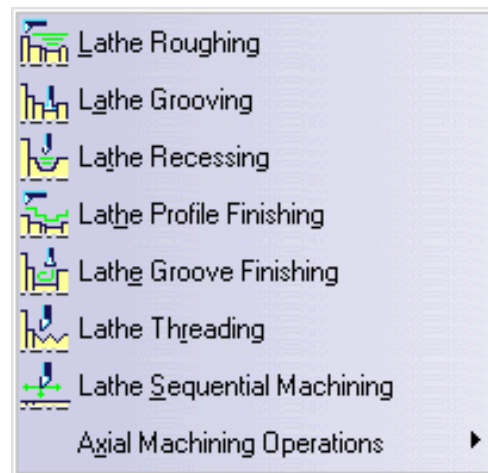 Lathe Roughing
Lathe Grooving
Lathe Recessing
Lathe Profile Finishing
Lathe Groove Finishing
Lathe Threading
Lathe Sequential Machining
Axial Machining Operations